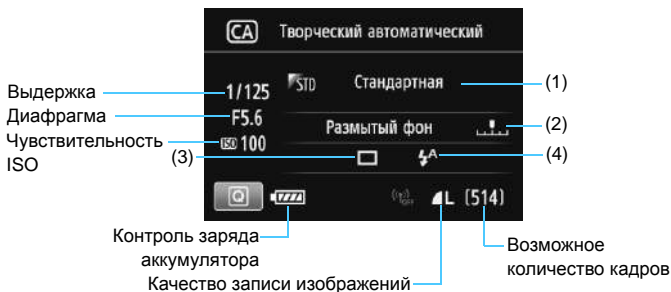 CA Творческий автоматический
Выдержка
1/125
STD Стандартная
(1)
Диафрагма
F5.6
Размытый фон
(2)
Чувствительность
ISO
ISO 100
(3)
A
(4)
Q
((•)) OFF
L [514]
Контроль заряда
аккумулятора
Качество записи изображений
Возможное
количество кадров